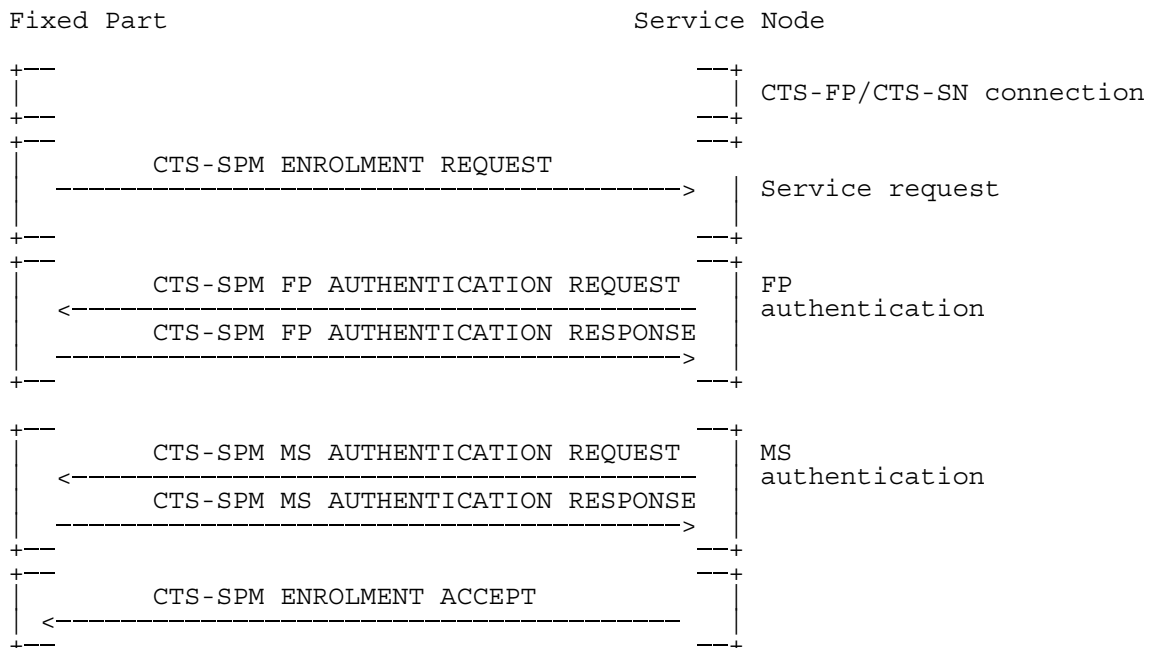 Fixed Part Service Node
CTS-FP/CTS-SN connection
CTS-SPM ENROLMENT REQUEST
Service request
CTS-SPM FP AUTHENTICATION REQUEST FP
authentication
CTS-SPM FP AUTHENTICATION RESPONSE
CTS-SPM MS AUTHENTICATION REQUEST MS
authentication
CTS-SPM MS AUTHENTICATION RESPONSE
CTS-SPM ENROLMENT ACCEPT